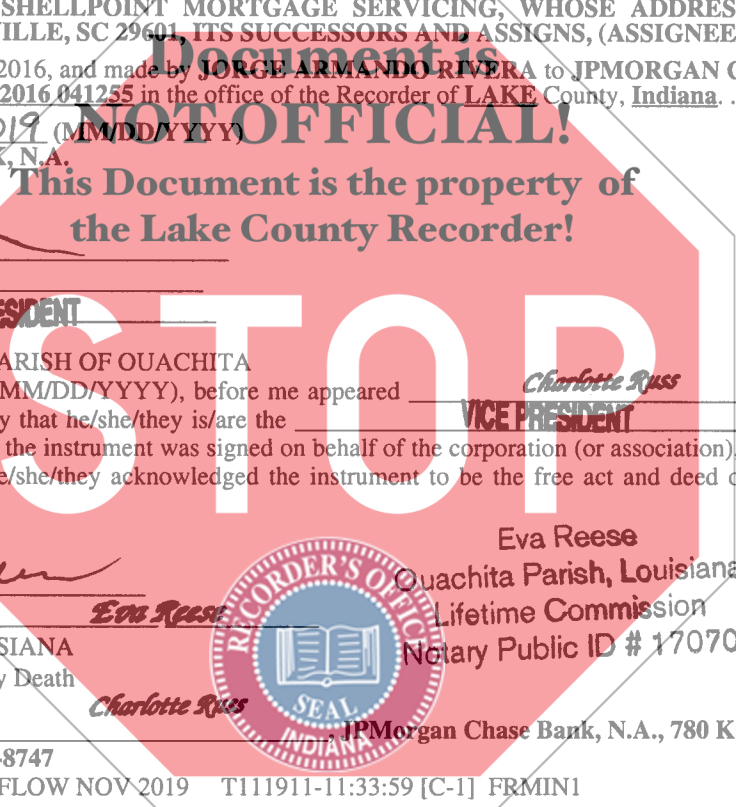 SHELLPOINT MORTGAGE SERVICING, WHOSE ADDRES
VILLE, SC 29601, ITS SUCCESSORS AND ASSIGNS, (ASSIGNEE
Document is
2016, and made by JORGE ARMANDO RIVERA to JPMORGAN C
2016 041255 in the office of the Recorder of LAKE County, Indiana. .
NOT OFFICIAL!
019 (MM/DD/YYYY)
K, N.A.
This Document is the property of
the Lake County Recorder!
ESIDENT
STOP
ARISH OF OUACHITA
MM/DD/YYYY), before me appeared Charlotte Russ
y that he/she/they is/are the VICE PRESIDENT
the instrument was signed on behalf of the corporation (or association),
e/she/they acknowledged the instrument to be the free act and deed o
Eva Reese
Ouachita Parish, Louisiana
Lifetime Commission
Notary Public ID # 17070
Eva Reese
SIANA
y Death
Charlotte Russ
RECORDER'S OFFICE
SEAL
INDIANA
, JPMorgan Chase Bank, N.A., 780 K
-8747
FLOW NOV 2019 T111911-11:33:59 [C-1] FRMIN1